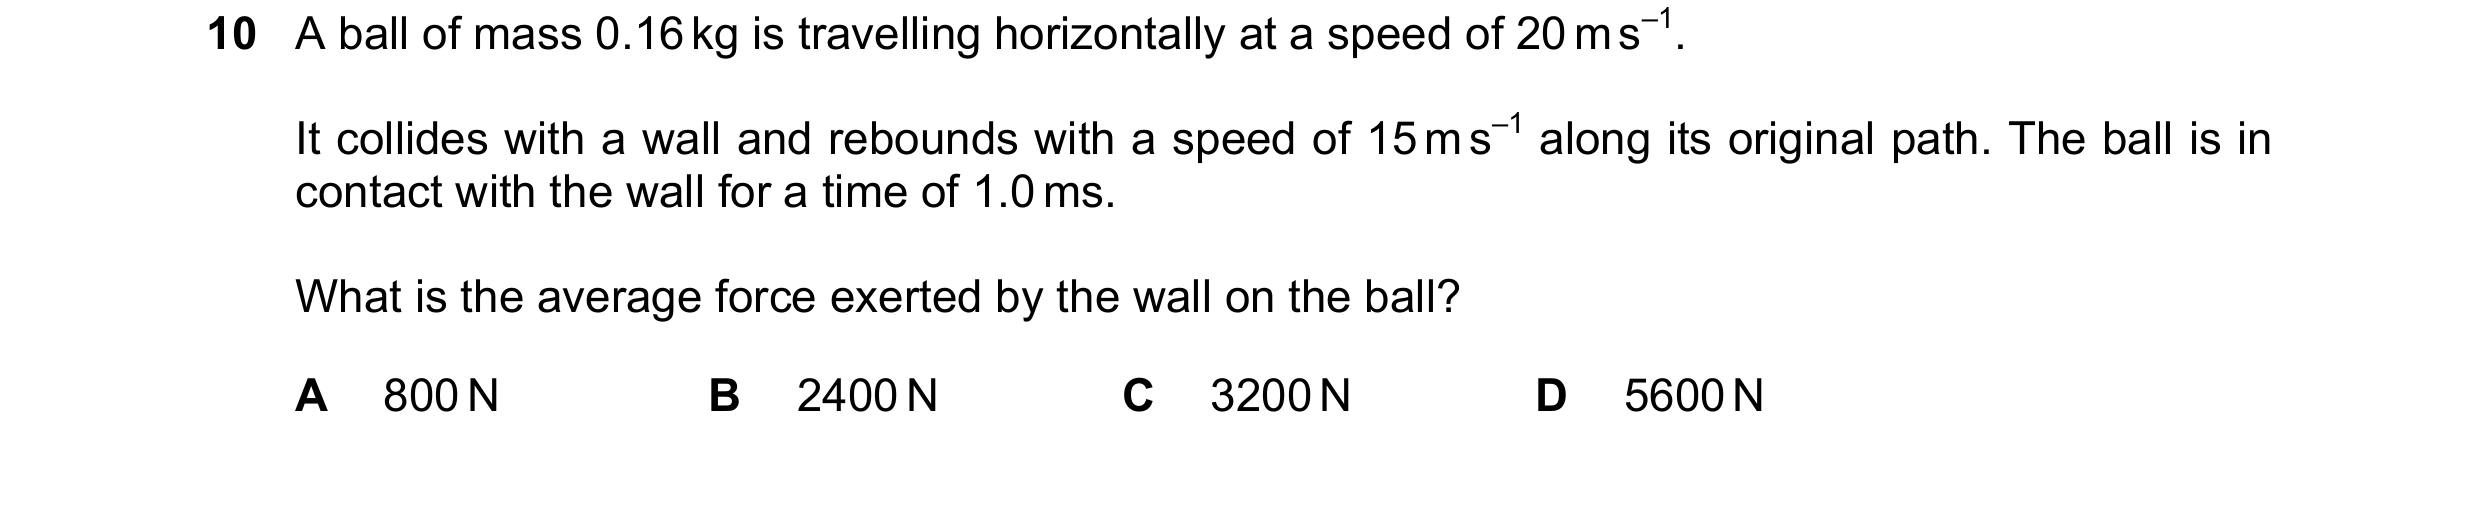 10 A ball of mass 0.16 kg is travelling horizontally at a speed of 20 m s⁻¹.
It collides with a wall and rebounds with a speed of 15 m s⁻¹ along its original path. The ball is in
contact with the wall for a time of 1.0 ms.
What is the average force exerted by the wall on the ball?
A 800 N B 2400 N C 3200 N D 5600 N